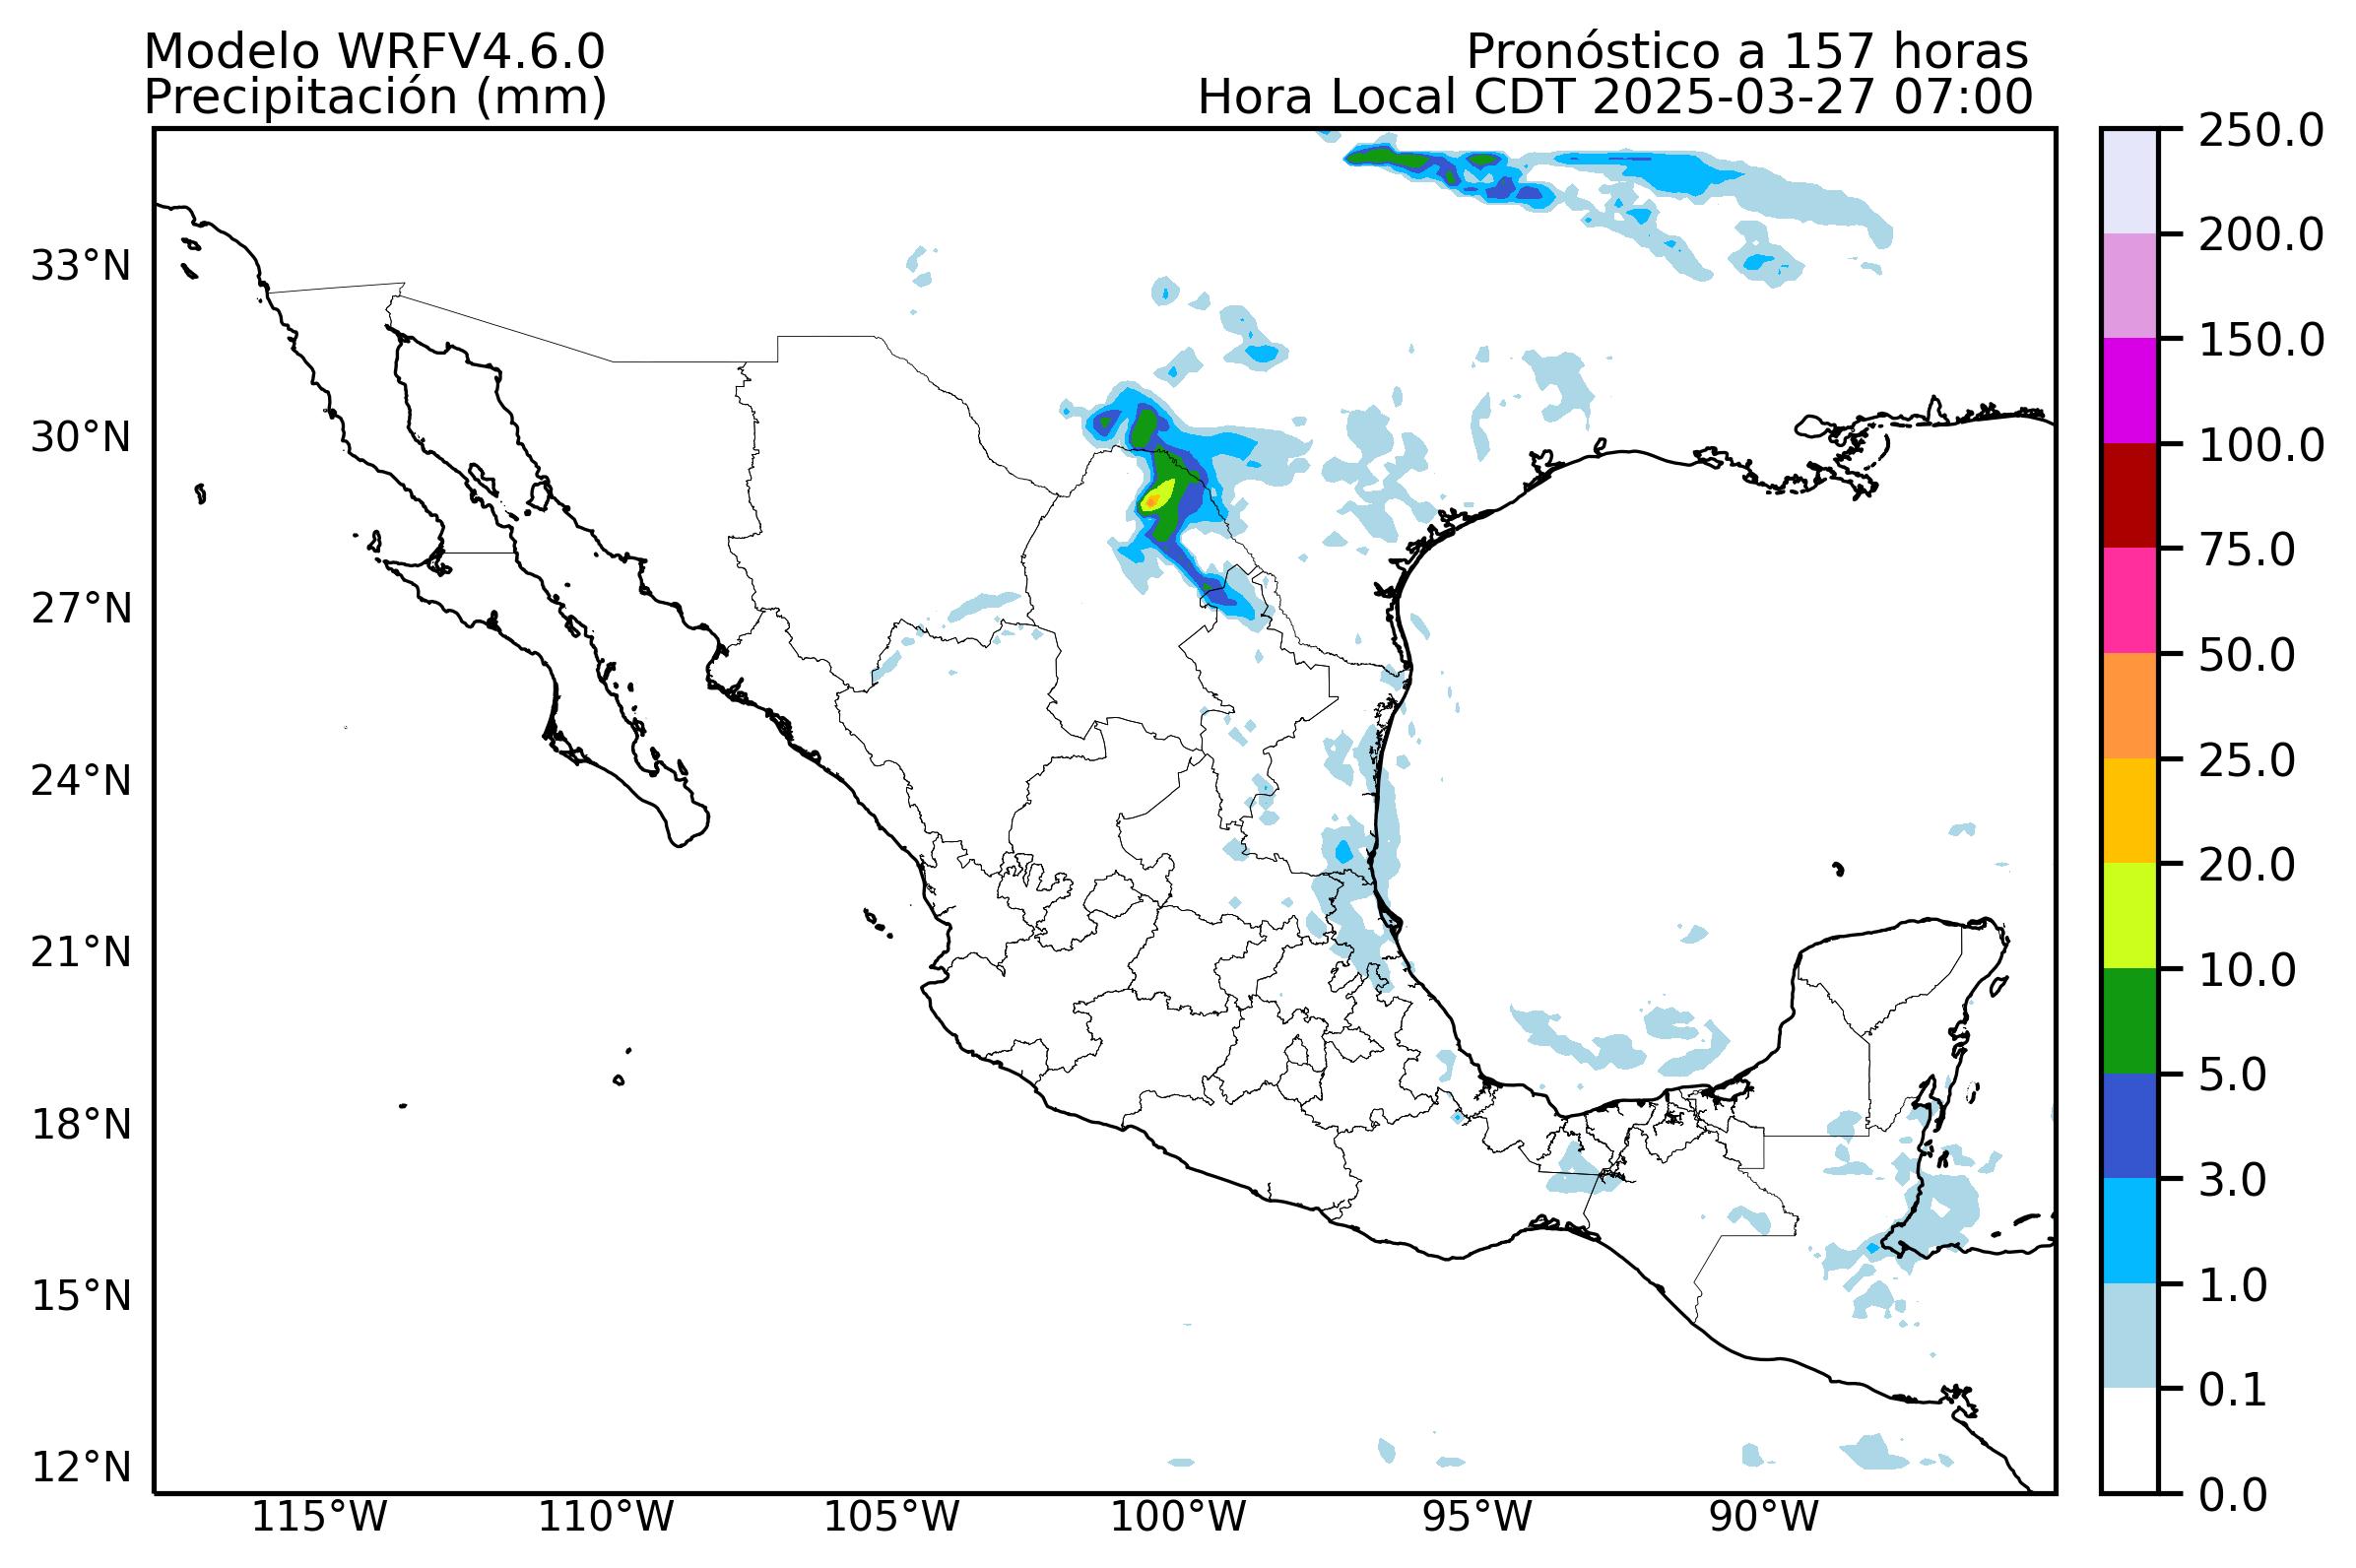 Modelo WRFV4.6.0
Precipitación (mm)
Pronóstico a 157 horas
Hora Local CDT 2025-03-27 07:00
33°N
30°N
27°N
24°N
21°N
18°N
15°N
12°N
115°W
110°W
105°W
100°W
95°W
90°W
250.0
200.0
150.0
100.0
75.0
50.0
25.0
20.0
10.0
5.0
3.0
1.0
0.1
0.0